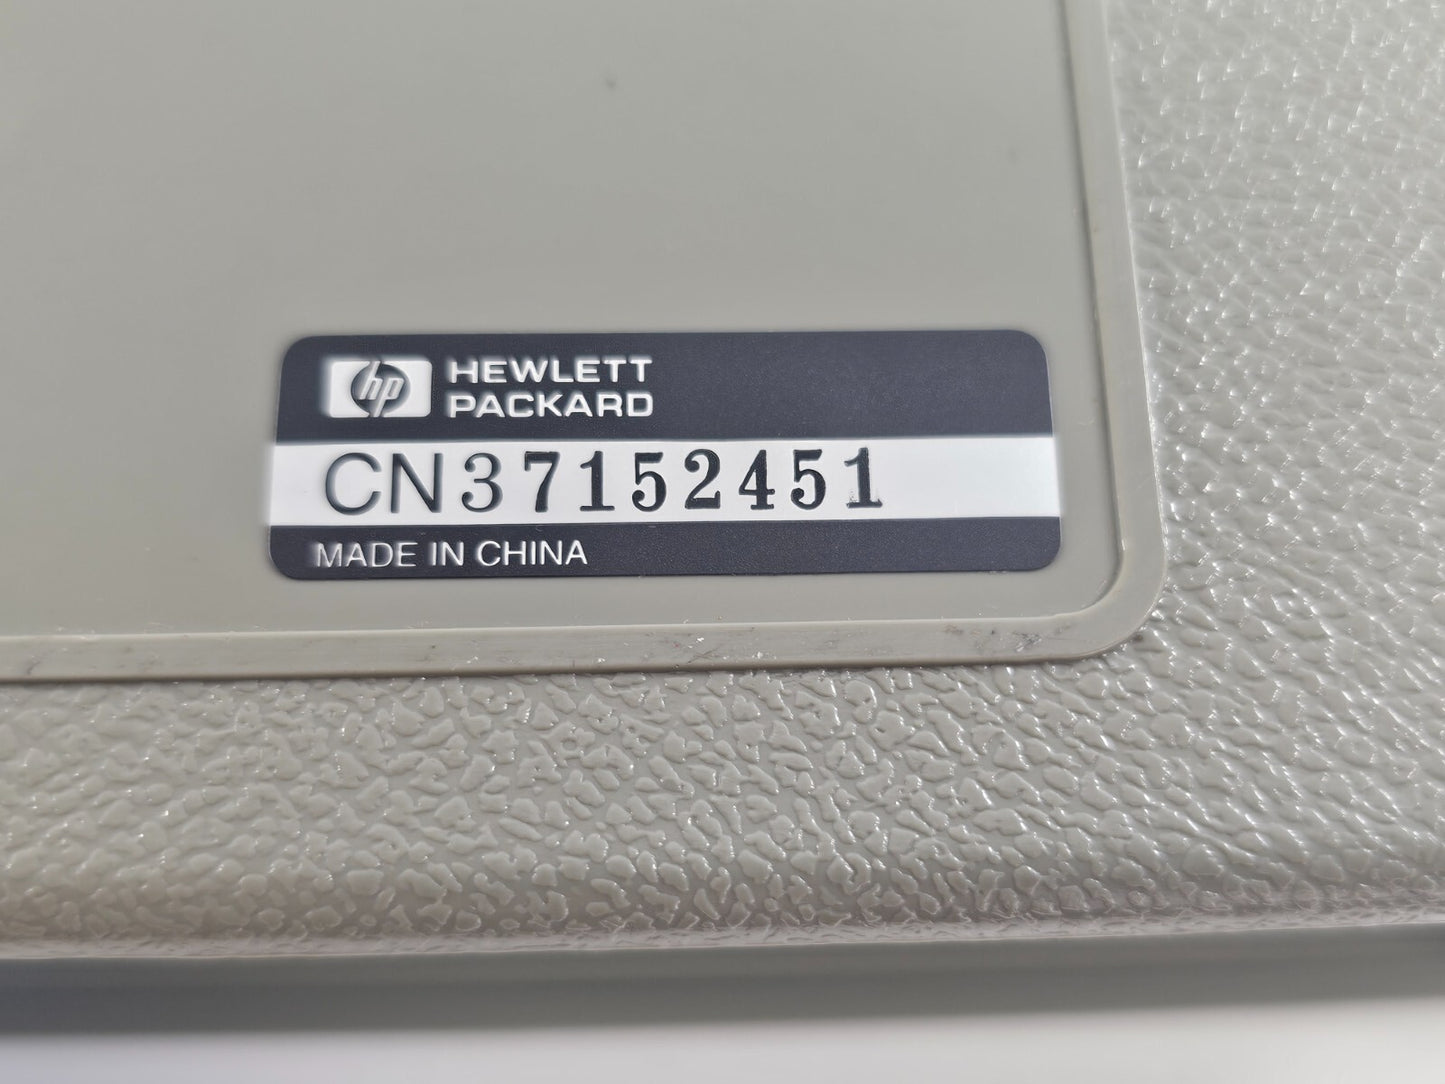 hp HEWLETT
PACKARD
CN37152451
MADE IN CHINA